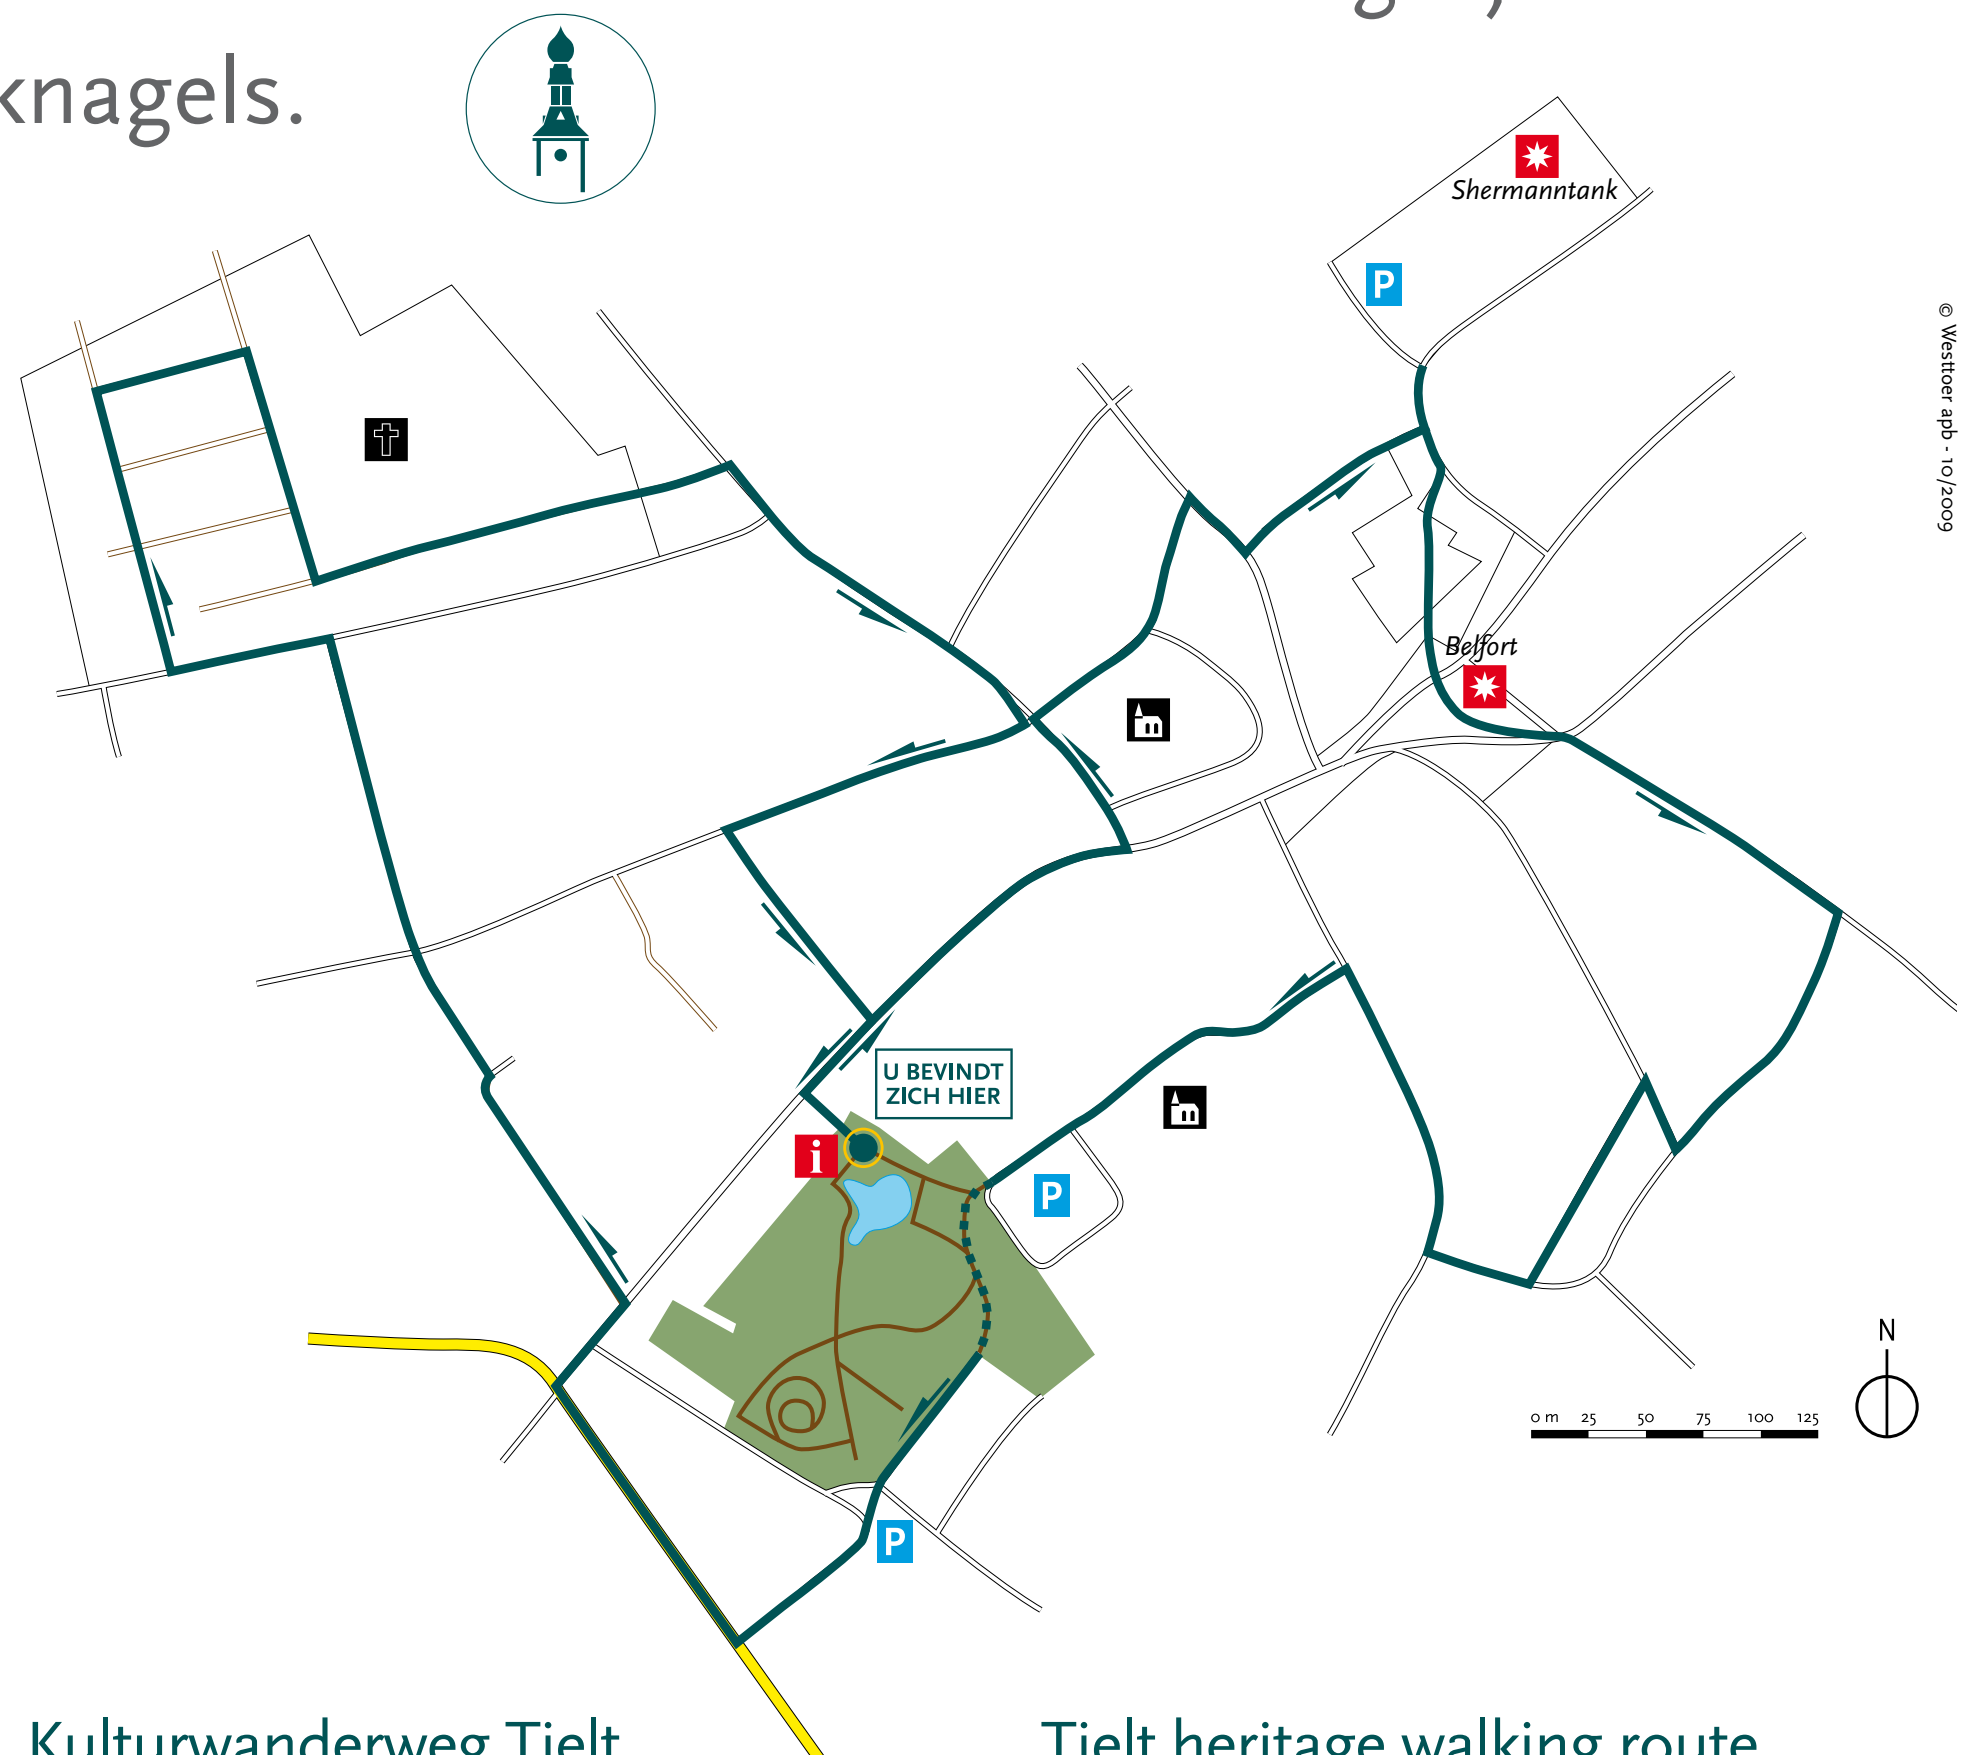 knagels.
Shermanntank
P
© Westtoer apb - 10/2009
Belfort
U BEVINDT
ZICH HIER
i
P
P
N
0 m 25 50 75 100 125
Kulturwanderweg Tielt
Tielt heritage walking route